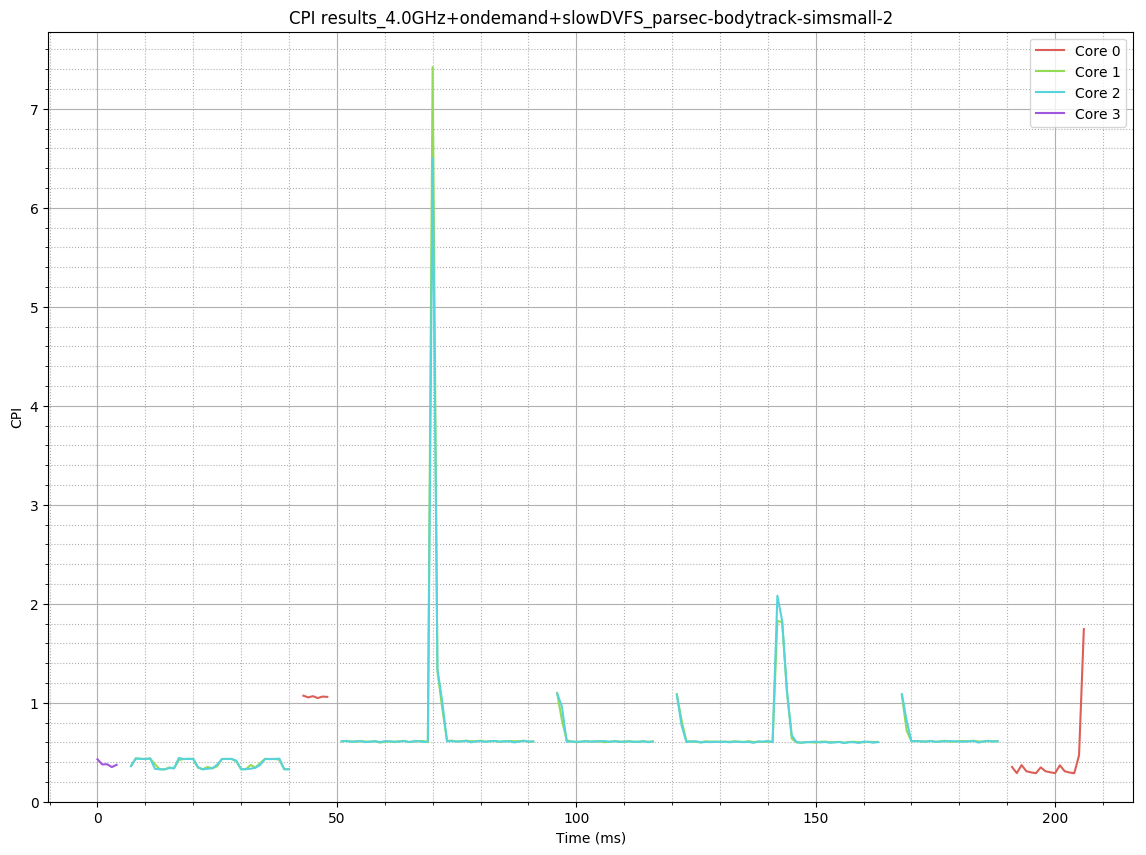 CPI results_4.0GHz+ondemand+slowDVFS_parsec-bodytrack-simsmall-2
Core 0
Core 1
Core 2
Core 3
7
6
5
4
3
2
1
0
CPI
0
50
100
150
200
Time (ms)